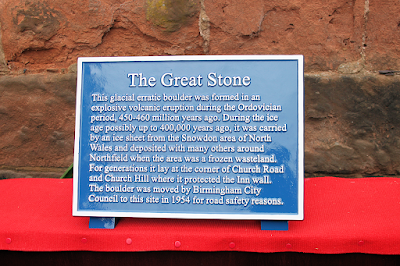 The Great Stone
This glacial erratic boulder was formed in an
explosive volcanic eruption during the Ordovician
period, 450-460 million years ago. During the ice
age possibly up to 400,000 years ago, it was carried
by an ice sheet from the Snowdon area of North
Wales and deposited with many others around
Northfield when the area was a frozen wasteland.
For generations it lay at the corner of Church Road
and Church Hill where it protected the Inn wall.
The boulder was moved by Birmingham City
Council to this site in 1954 for road safety reasons.